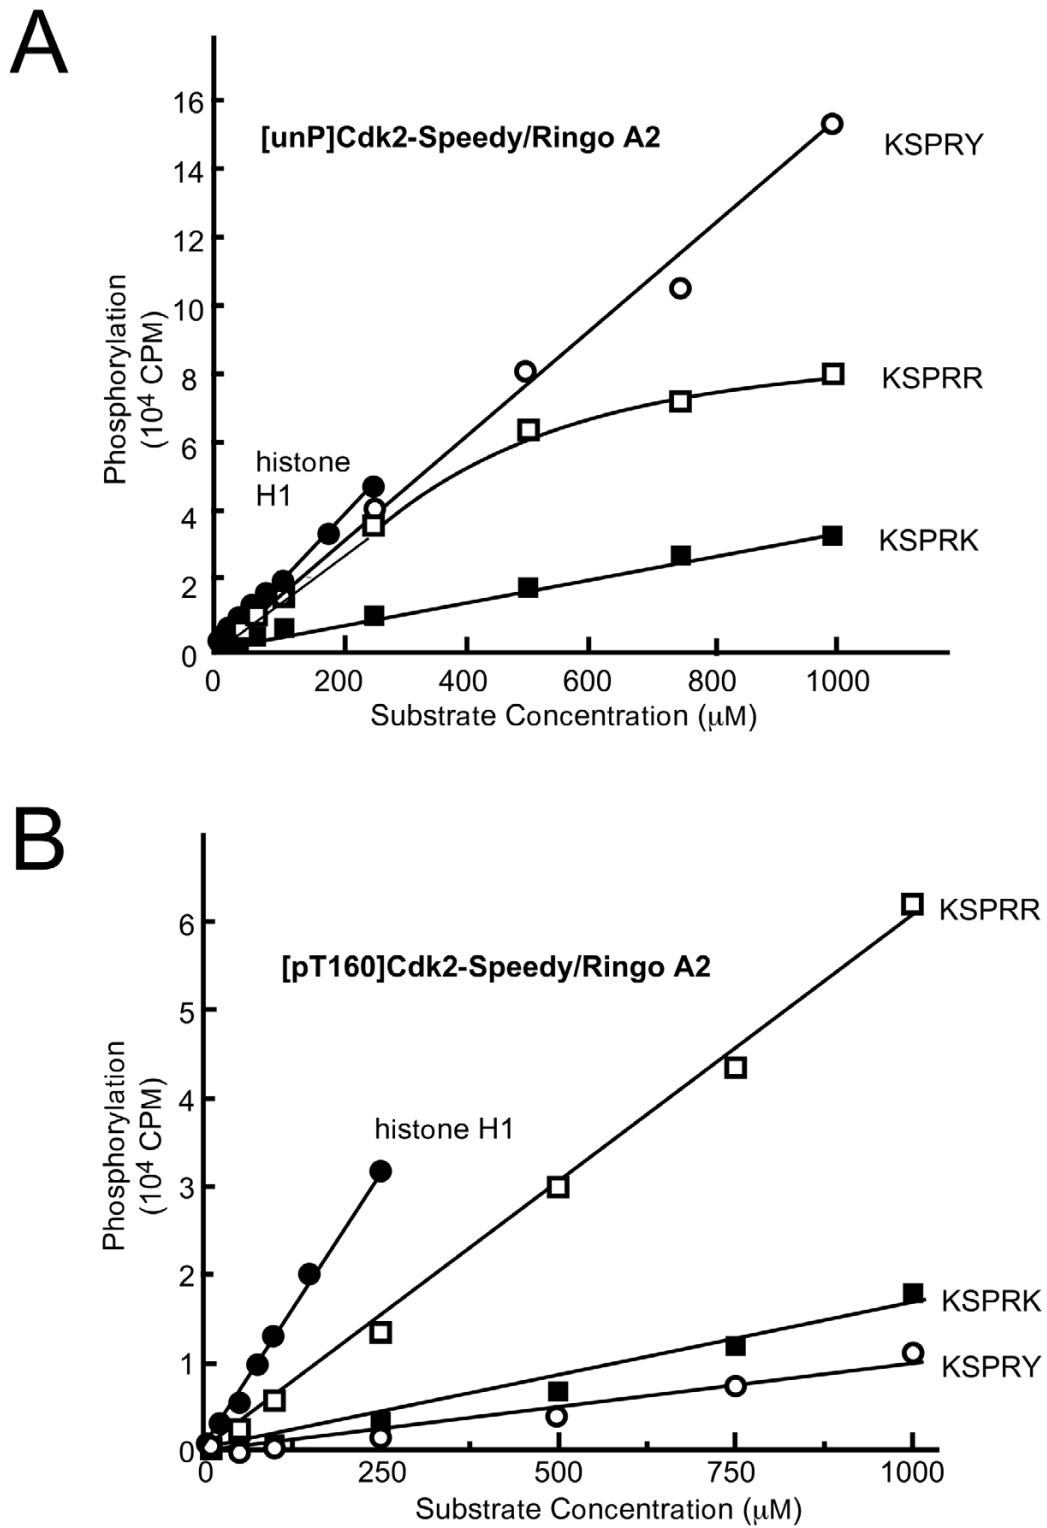 A
16
[unP]Cdk2-Speedy/Ringo A2
KSPRY
14
12
10
Phosphorylation
(10⁴ CPM)
8
KSPRR
6
histone
H1
4
KSPRK
2
0
0 200 400 600 800 1000
Substrate Concentration (μM)
B
6
KSPRR
[pT160]Cdk2-Speedy/Ringo A2
5
Phosphorylation
(10⁴ CPM)
4
histone H1
3
2
KSPRK
1
KSPRY
0
0 250 500 750 1000
Substrate Concentration (μM)